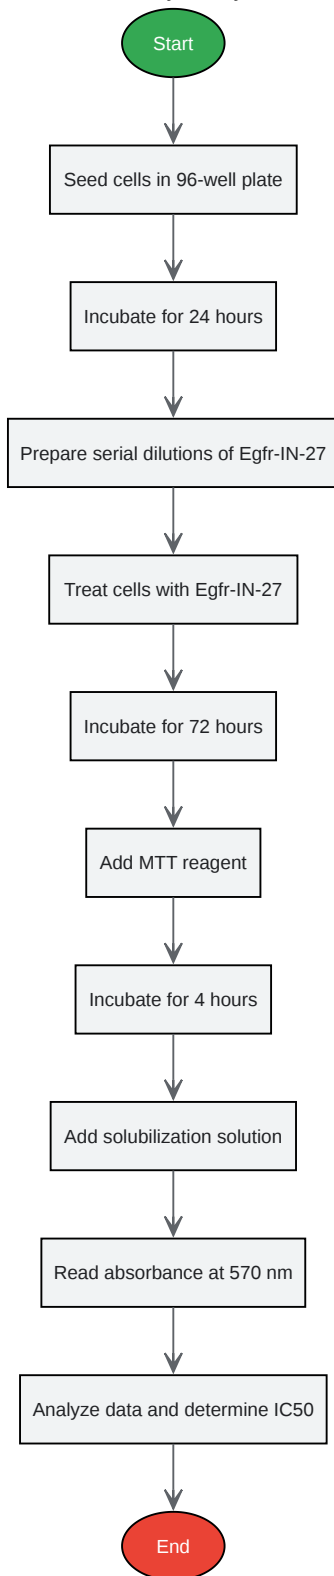 Start
Seed cells in 96-well plate
Incubate for 24 hours
Prepare serial dilutions of Egfr-IN-27
Treat cells with Egfr-IN-27
Incubate for 72 hours
Add MTT reagent
Incubate for 4 hours
Add solubilization solution
Read absorbance at 570 nm
Analyze data and determine IC50
End